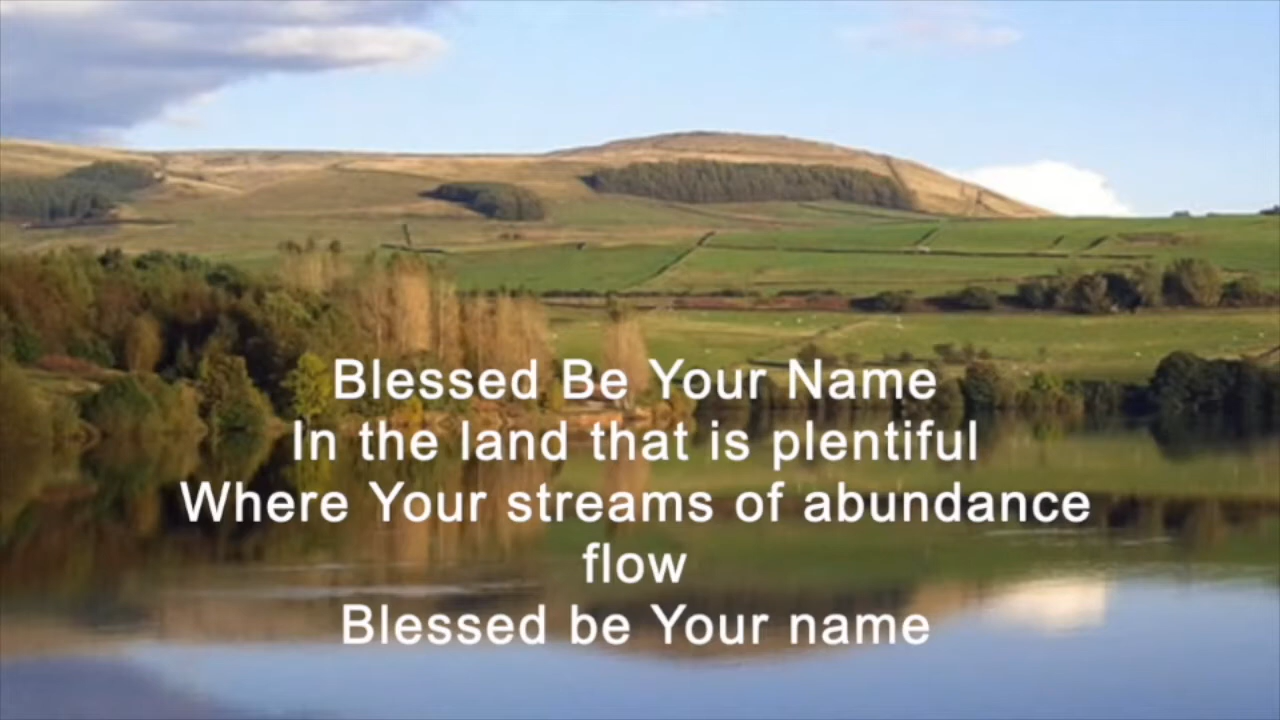 Blessed Be Your Name
In the land that is plentiful
Where Your streams of abundance
flow
Blessed be Your name